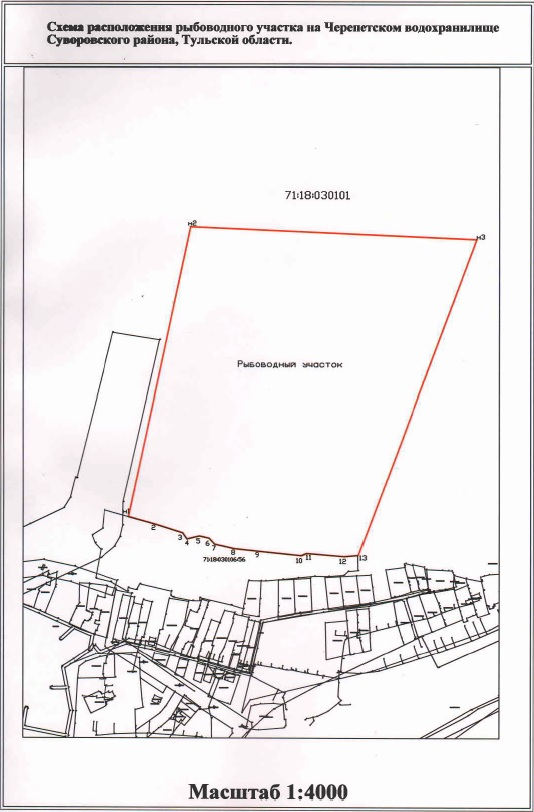 Схема расположения рыбоводного участка на Черепетском водохранилище
Суворовского района, Тульской области.
71:18:030101
н2
н3
Рыбоводный участок
н1
2
3
4
5
6
7
8
9
10
11
12
13
71:18:030106:56
Масштаб 1:4000